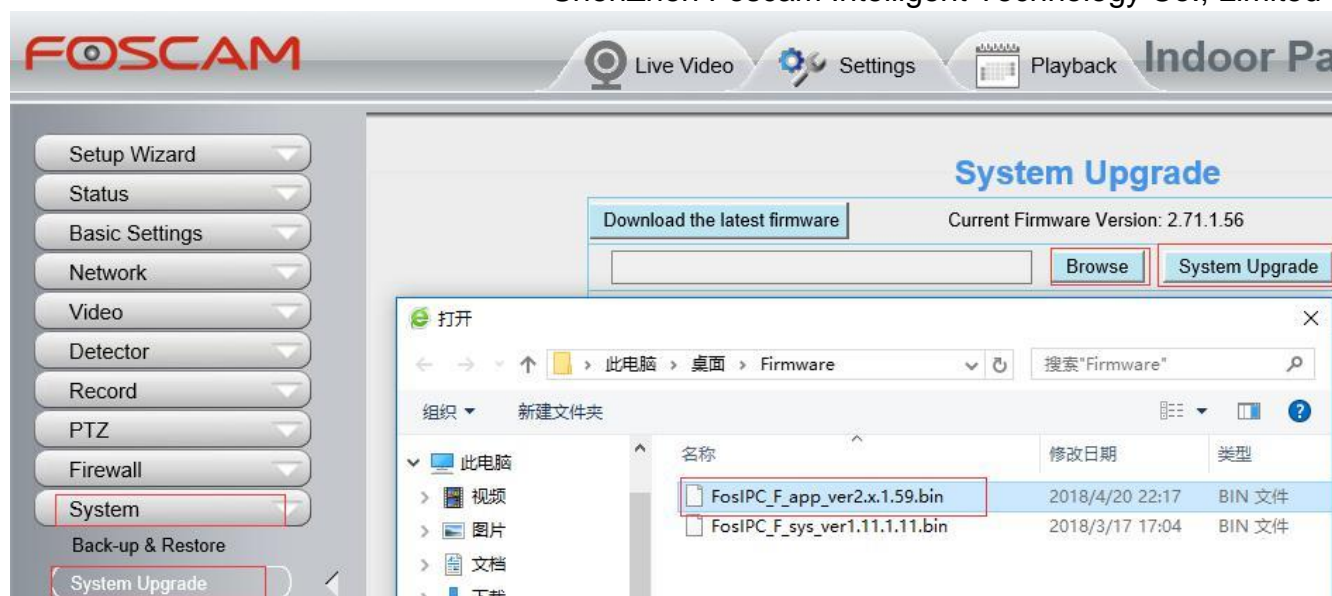 FOSCAM
Live Video
Settings
Playback
Indoor Pa
Setup Wizard
Status
Basic Settings
Network
Video
Detector
Record
PTZ
Firewall
System
Back-up & Restore
System Upgrade
System Upgrade
Download the latest firmware
Current Firmware Version: 2.71.1.56
Browse
System Upgrade
打开
此电脑 > 桌面 > Firmware
搜索"Firmware"
组织
新建文件夹
此电脑
视频
图片
文档
名称
修改日期
类型
FosIPC_F_app_ver2.x.1.59.bin
2018/4/20 22:17
BIN 文件
FosIPC_F_sys_ver1.11.1.11.bin
2018/3/17 17:04
BIN 文件